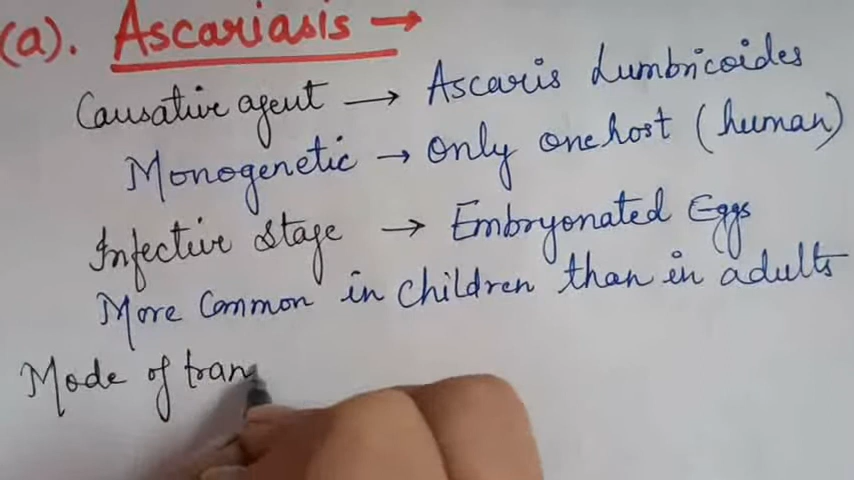 (a). Ascariasis →
Causative agent → Ascaris Lumbricoides
Monogenetic → only one host (human)
Infective stage → Embryonated Eggs
More Common in children than in adults
Mode of tran